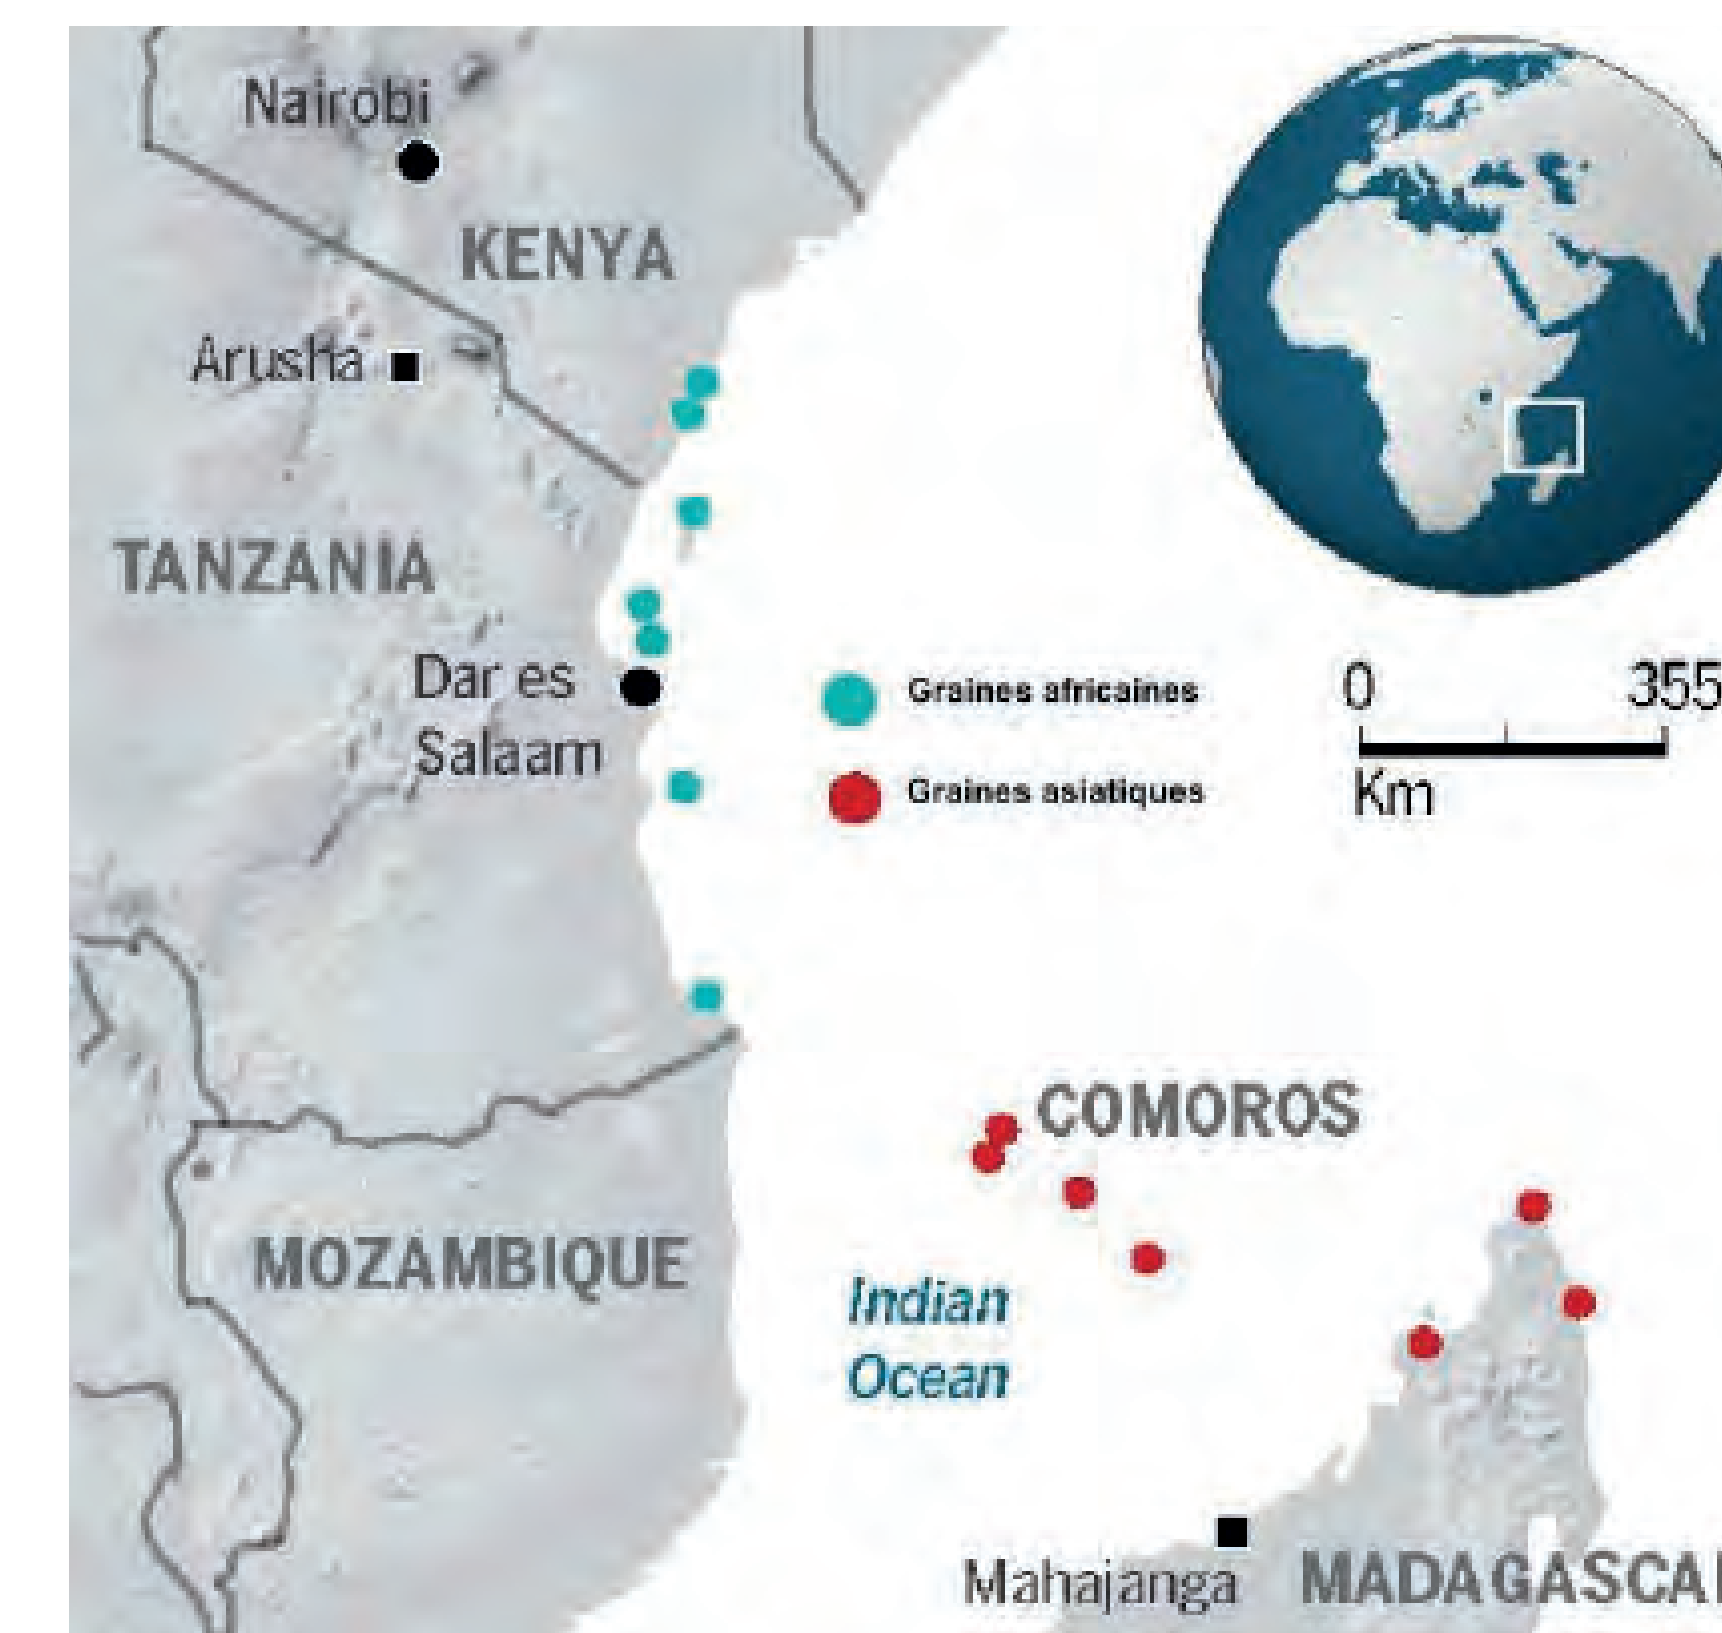 Nairobi
KENYA
Arusha
TANZANIA
Dar es
Salaam
Graines africaines
Graines asiatiques
0 355
Km
COMOROS
MOZAMBIQUE
Indian
Ocean
Mahajanga
MADAGASCAR